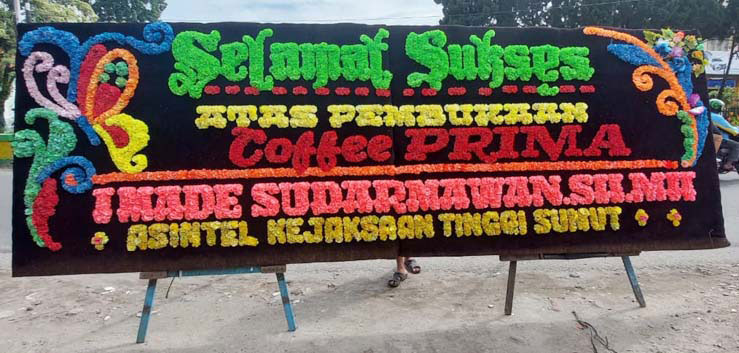 Selamat Sukses
ATAS PEMBUKAAN
Coffee PRIMA
I MADE SUDARMAWAN.SH.MH
ASINTEL KEJAKSAAN TINGGI SUMUT